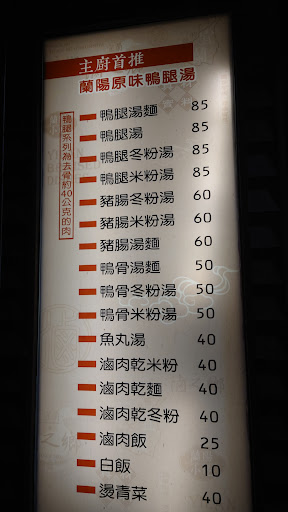 主廚首推
蘭陽原味鴨腿湯
鴨腿系列為去骨約40公克的肉
鴨腿湯麵 85
鴨腿湯 85
鴨腿冬粉湯 85
鴨腿米粉湯 85
豬腸冬粉湯 60
豬腸米粉湯 60
豬腸湯麵 60
鴨骨湯麵 50
鴨骨冬粉湯 50
鴨骨米粉湯 50
魚丸湯 40
滷肉乾米粉 40
滷肉乾麵 40
滷肉乾冬粉 40
滷肉飯 25
白飯 10
燙青菜 40